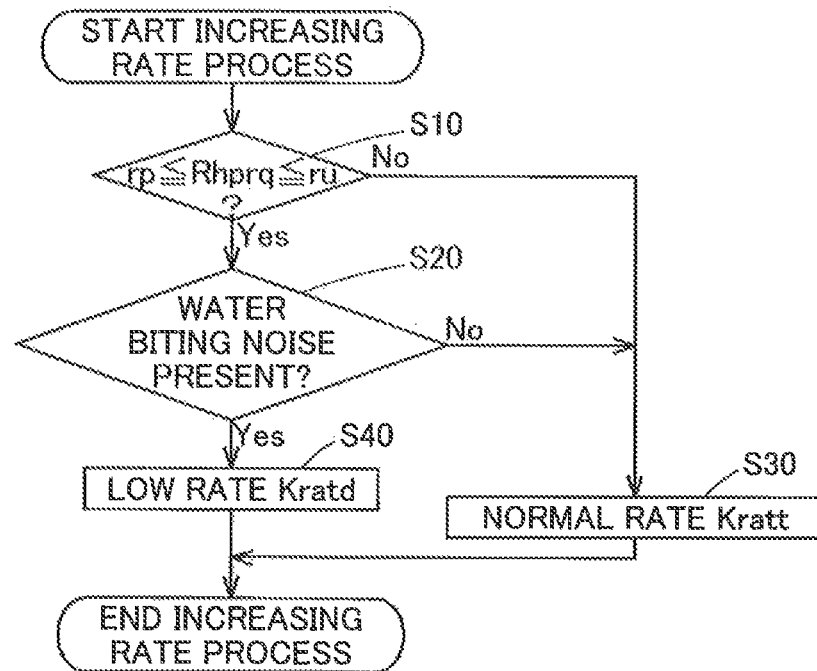 START INCREASING
RATE PROCESS
S10
rp≦Rhprq≦ru
?
No
Yes
S20
WATER
BITING NOISE
PRESENT?
No
Yes
S40
LOW RATE Kratd
S30
NORMAL RATE Kratt
END INCREASING
RATE PROCESS